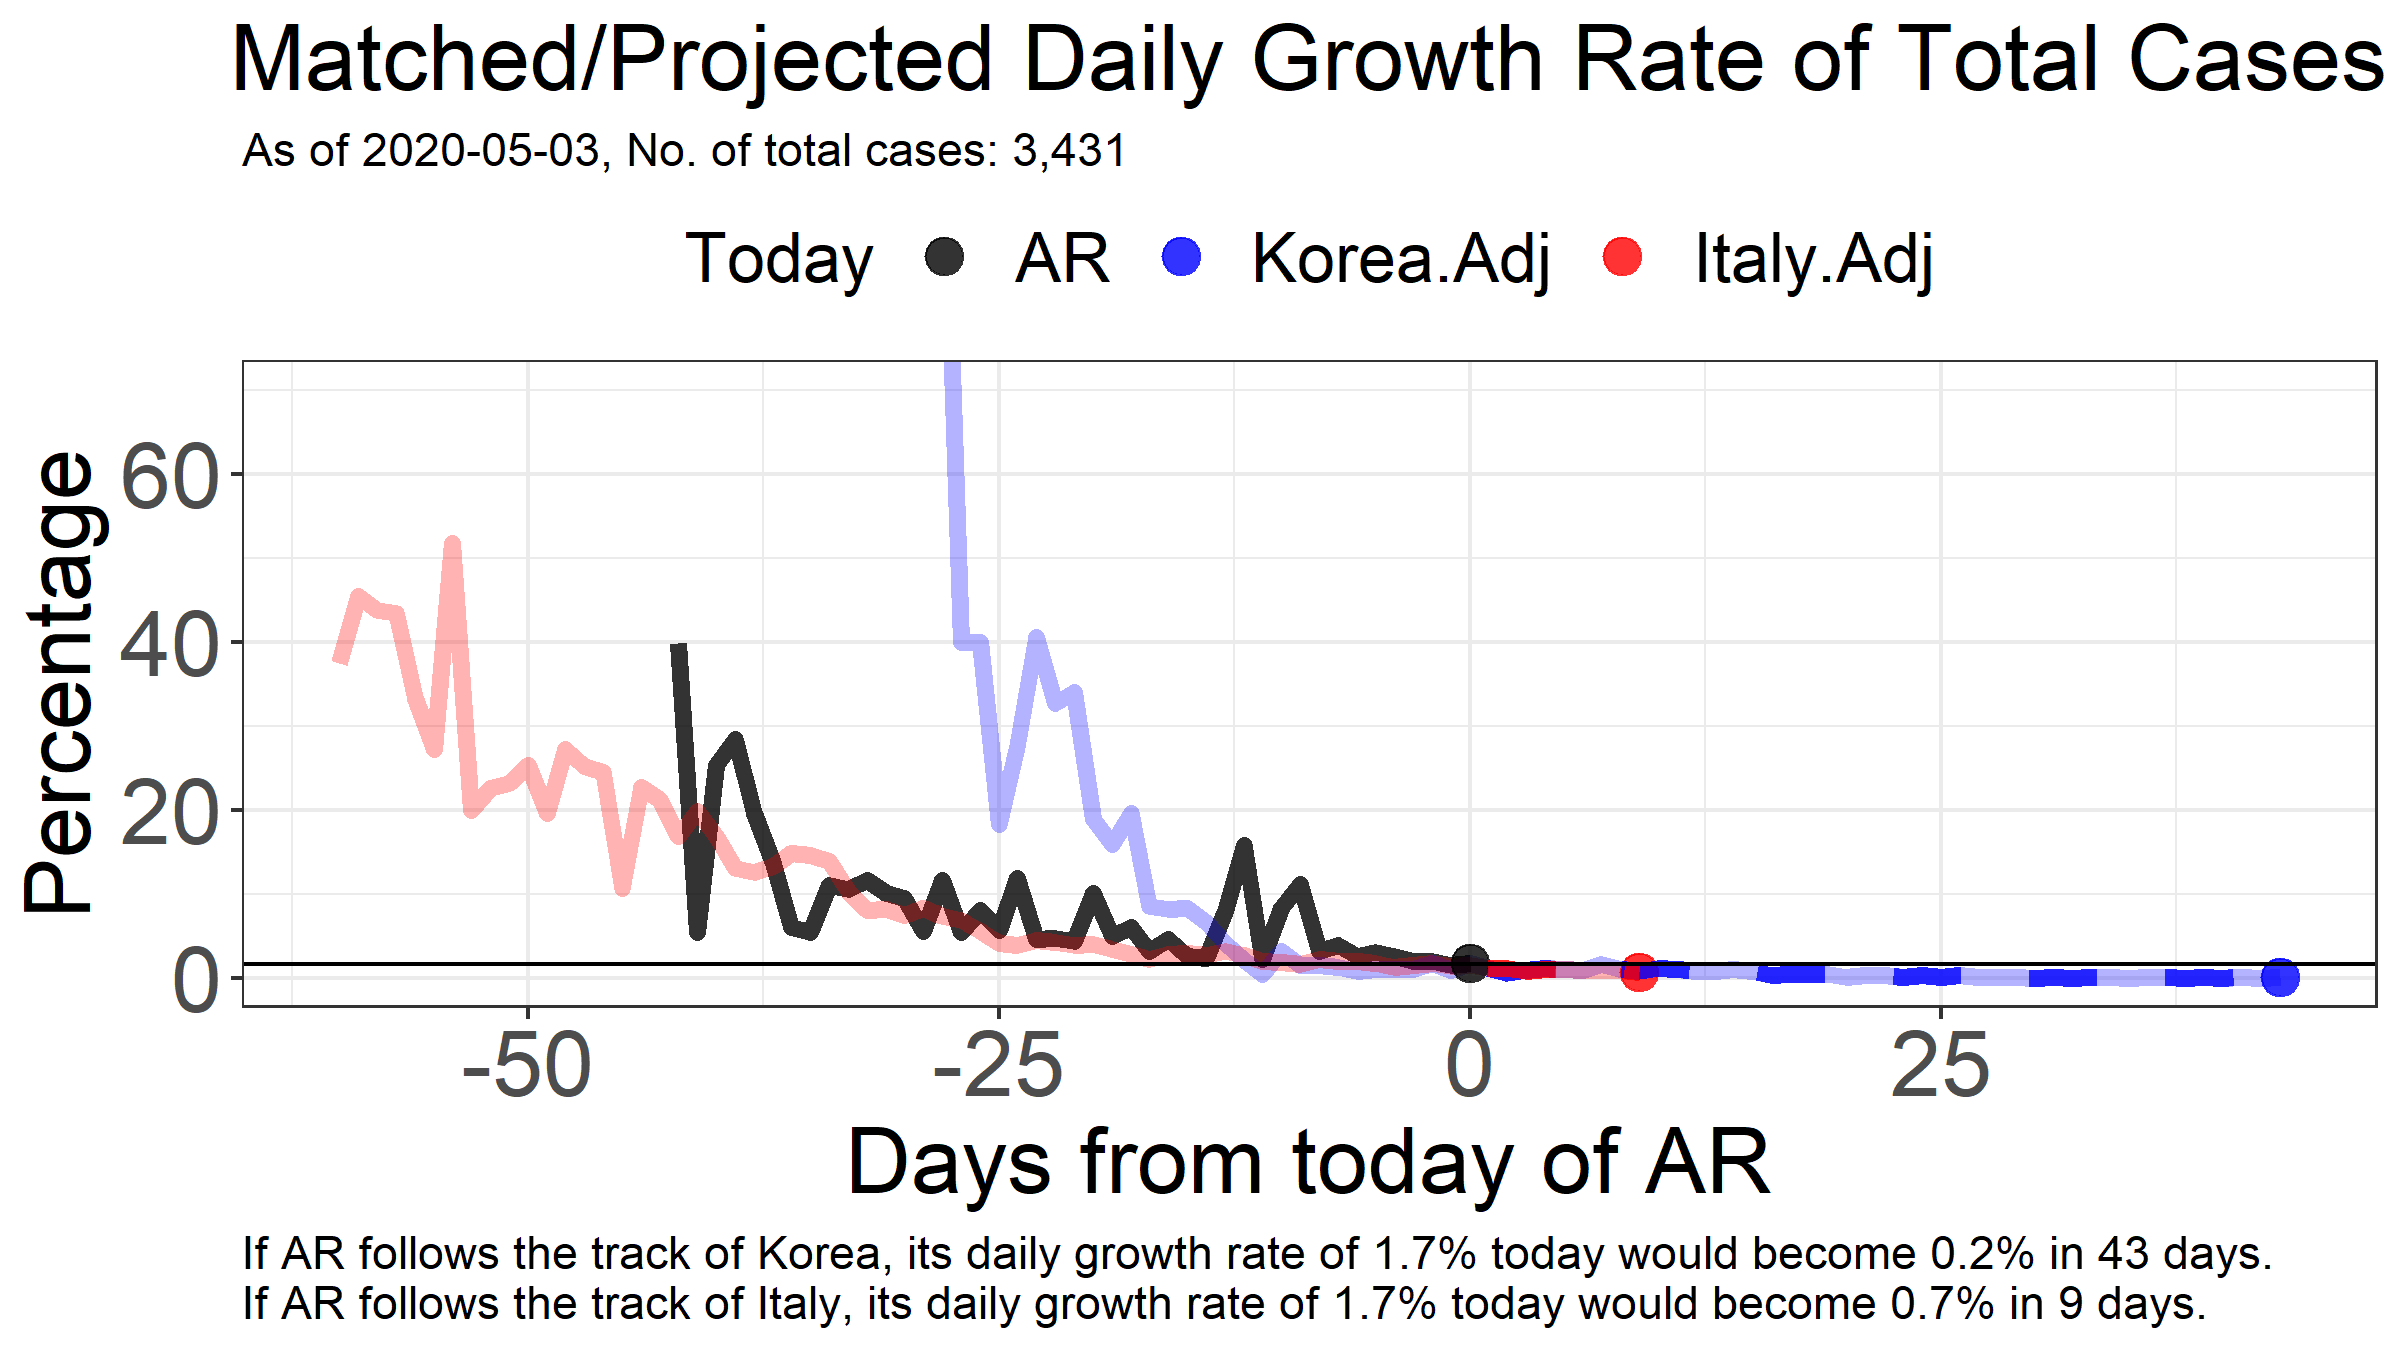 Matched/Projected Daily Growth Rate of Total Cases
As of 2020-05-03, No. of total cases: 3,431
Today AR Korea.Adj Italy.Adj
Percentage
60
40
20
0
-50 -25 0 25
Days from today of AR
If AR follows the track of Korea, its daily growth rate of 1.7% today would become 0.2% in 43 days.
If AR follows the track of Italy, its daily growth rate of 1.7% today would become 0.7% in 9 days.